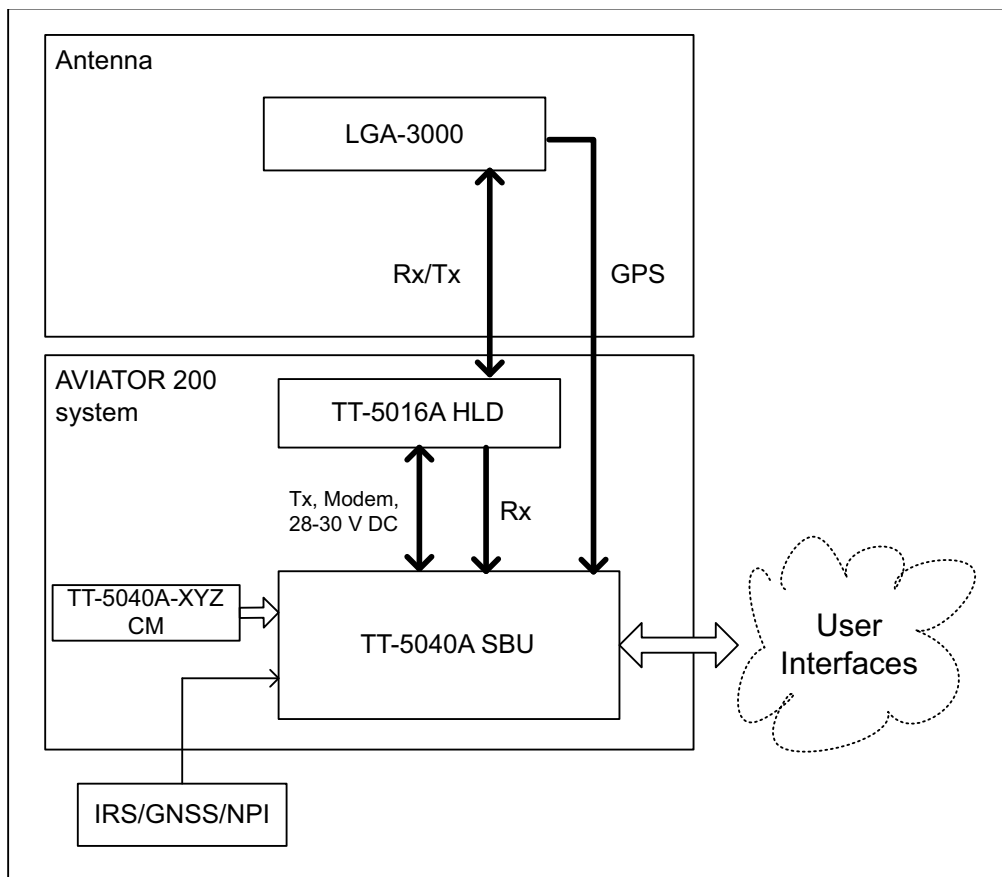 Antenna
LGA-3000
Rx/Tx
GPS
AVIATOR 200
system
TT-5016A HLD
Tx, Modem,
28-30 V DC
Rx
TT-5040A-XYZ
CM
TT-5040A SBU
User
Interfaces
IRS/GNSS/NPI